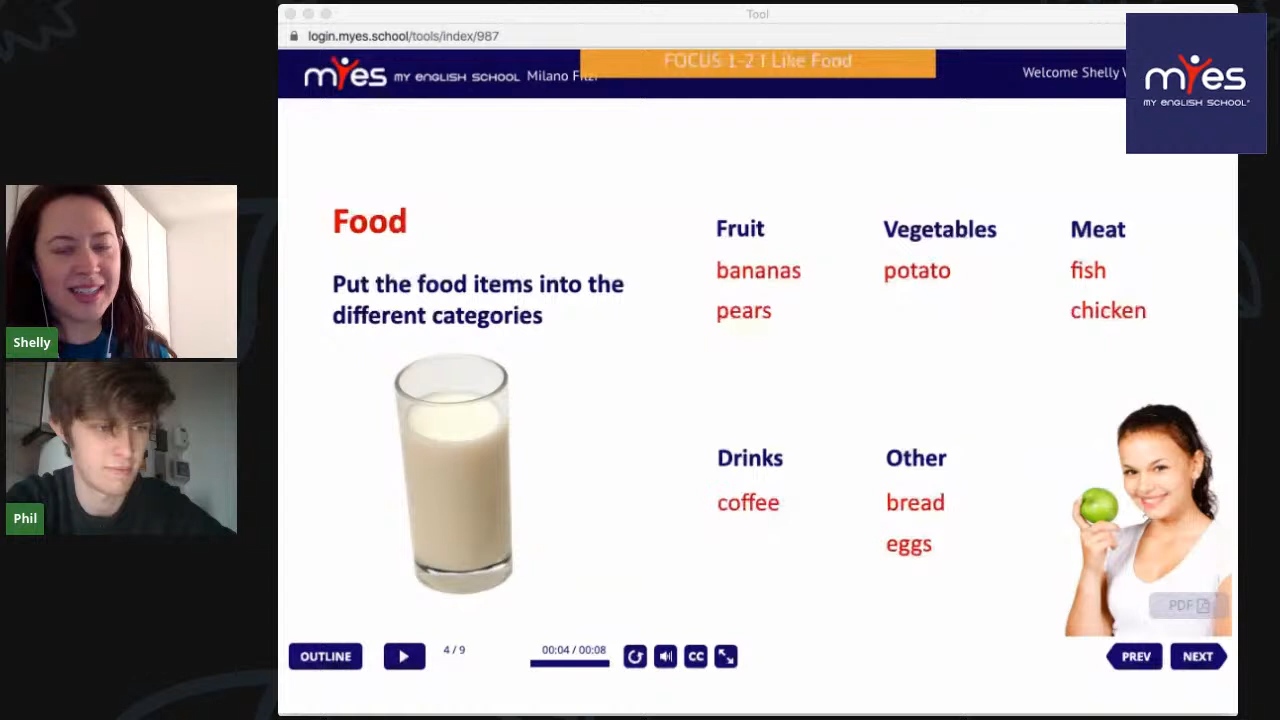 Tool
login.myes.school/tools/index/987
FOCUS 1-2 I Like Food
myes MY ENGLISH SCHOOL Milano
Welcome Shelly
myes
MY ENGLISH SCHOOL
Food
Put the food items into the
different categories
Fruit
bananas
pears
Vegetables
potato
Meat
fish
chicken
Drinks
coffee
Other
bread
eggs
Shelly
Phil
PDF
OUTLINE
4 / 9
00:04 / 00:08
CC
PREV
NEXT